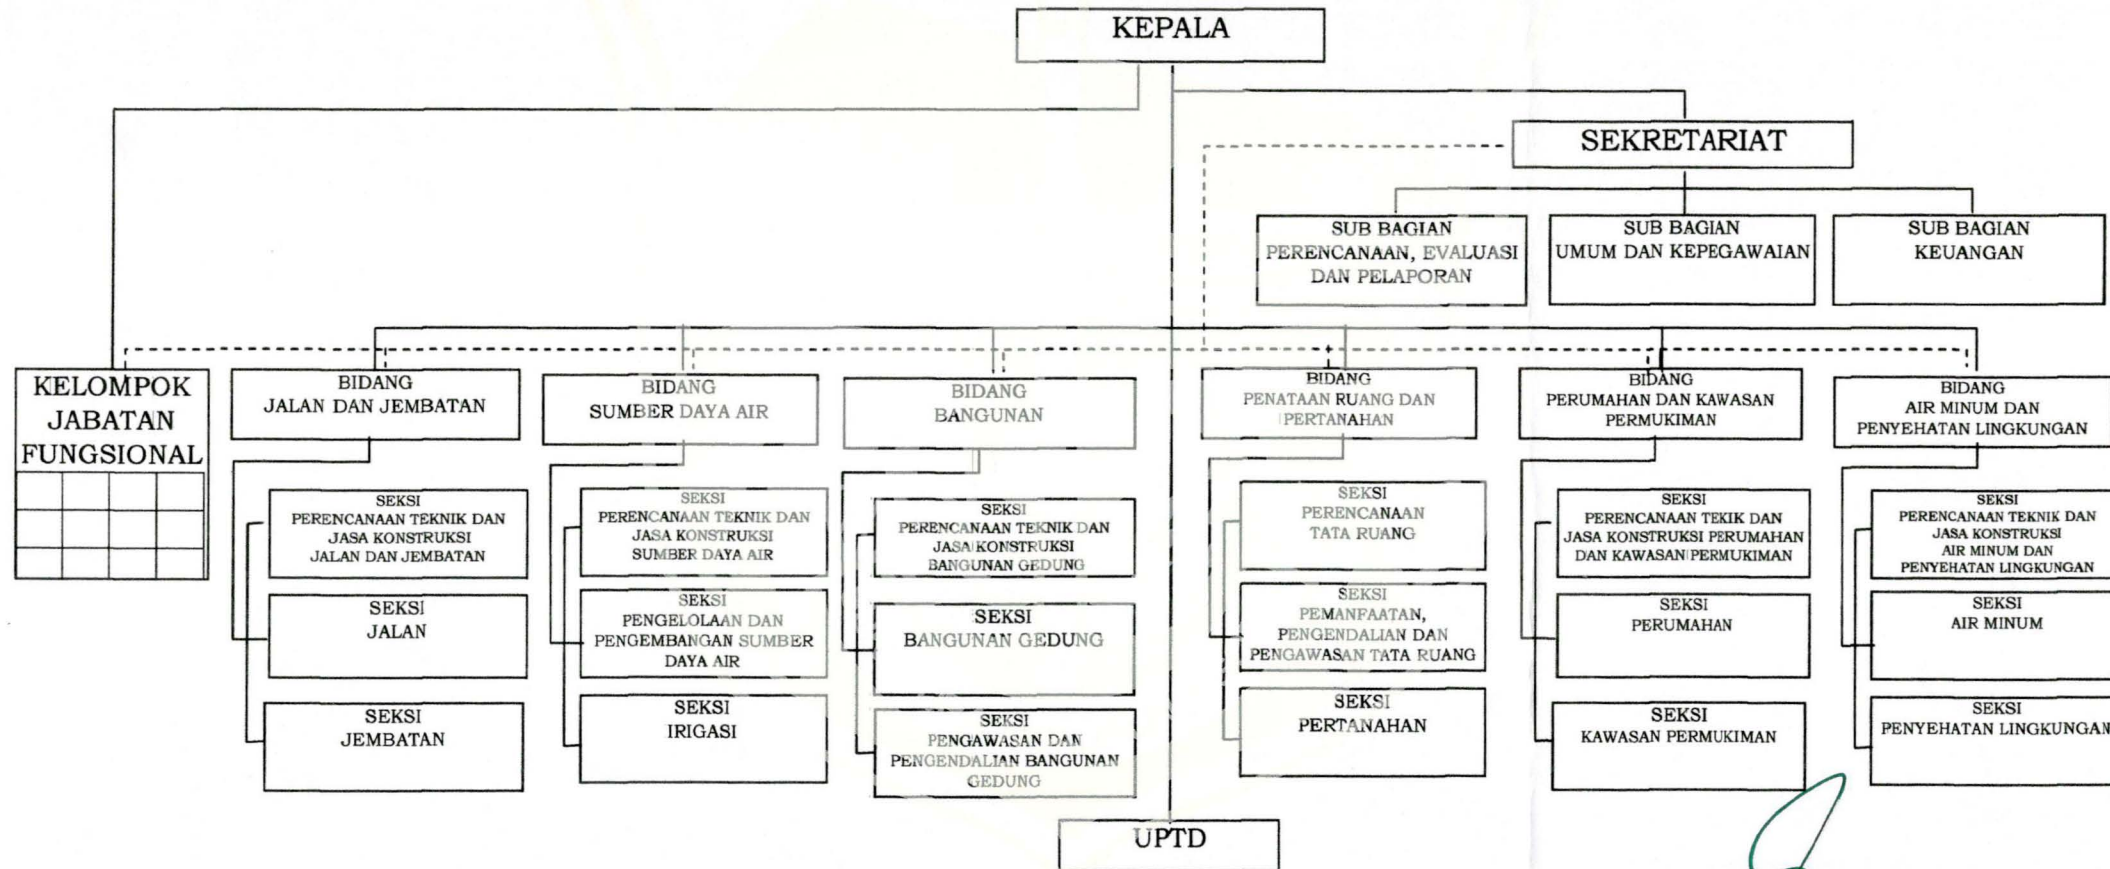 KEPALA
SEKRETARIAT
SUB BAGIAN
PERENCANAAN, EVALUASI
DAN PELAPORAN
SUB BAGIAN
UMUM DAN KEPEGAWAIAN
SUB BAGIAN
KEUANGAN
KELOMPOK
JABATAN
FUNGSIONAL
BIDANG
JALAN DAN JEMBATAN
SEKSI
PERENCANAAN TEKNIK DAN
JASA KONSTRUKSI
JALAN DAN JEMBATAN
SEKSI
JALAN
SEKSI
JEMBATAN
BIDANG
SUMBER DAYA AIR
SEKSI
PERENCANAAN TEKNIK DAN
JASA KONSTRUKSI
SUMBER DAYA AIR
SEKSI
PENGELOLAAN DAN
PENGEMBANGAN SUMBER
DAYA AIR
SEKSI
IRIGASI
BIDANG
BANGUNAN
SEKSI
PERENCANAAN TEKNIK DAN
JASA KONSTRUKSI
BANGUNAN GEDUNG
SEKSI
BANGUNAN GEDUNG
SEKSI
PENGAWASAN DAN
PENGENDALIAN BANGUNAN
GEDUNG
BIDANG
PENATAAN RUANG DAN
PERTANAHAN
SEKSI
PERENCANAAN
TATA RUANG
SEKSI
PEMANFAATAN,
PENGENDALIAN DAN
PENGAWASAN TATA RUANG
SEKSI
PERTANAHAN
BIDANG
PERUMAHAN DAN KAWASAN
PERMUKIMAN
SEKSI
PERENCANAAN TEKIK DAN
JASA KONSTRUKSI PERUMAHAN
DAN KAWASAN PERMUKIMAN
SEKSI
PERUMAHAN
SEKSI
KAWASAN PERMUKIMAN
BIDANG
AIR MINUM DAN
PENYEHATAN LINGKUNGAN
SEKSI
PERENCANAAN TEKNIK DAN
JASA KONSTRUKSI
AIR MINUM DAN
PENYEHATAN LINGKUNGAN
SEKSI
AIR MINUM
SEKSI
PENYEHATAN LINGKUNGAN
UPTD